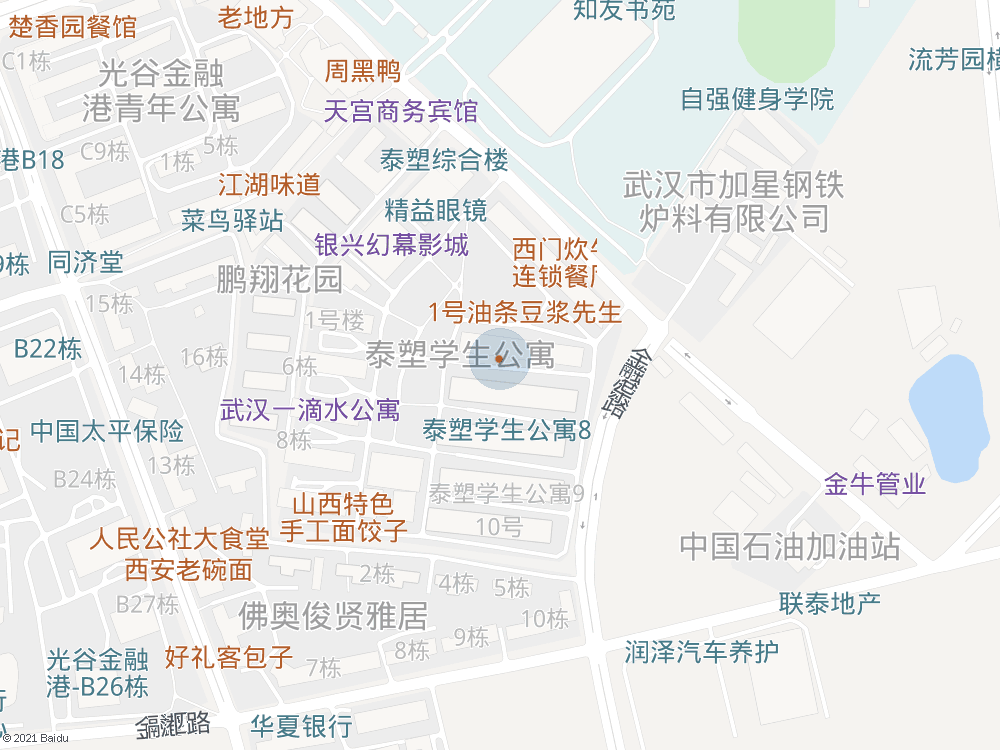 知友书苑
老地方
楚香园餐馆
C1栋
光谷金融
港青年公寓
周黑鸭
流芳园横
自强健身学院
天宫商务宾馆
5栋
C9栋
1栋
港B18
泰塑综合楼
江湖味道
武汉市加星钢铁
炉料有限公司
C5栋
菜鸟驿站
精益眼镜
银兴幻幕影城
西门炊
连锁餐
9栋
同济堂
鹏翔花园
15栋
1号楼
1号油条豆浆先生
B22栋
16栋
6栋
泰塑学生公寓
14栋
金融港路
武汉一滴水公寓
记
中国太平保险
8栋
泰塑学生公寓8
13栋
B24栋
金牛管业
泰塑学生公寓9
山西特色
手工面饺子
10号
人民公社大食堂
中国石油加油站
西安老碗面
2栋
4栋
5栋
B27栋
联泰地产
佛奥俊贤雅居
10栋
9栋
8栋
润泽汽车养护
光谷金融
港-B26栋
好礼客包子
7栋
行
华夏银行
© 2021 Baidu